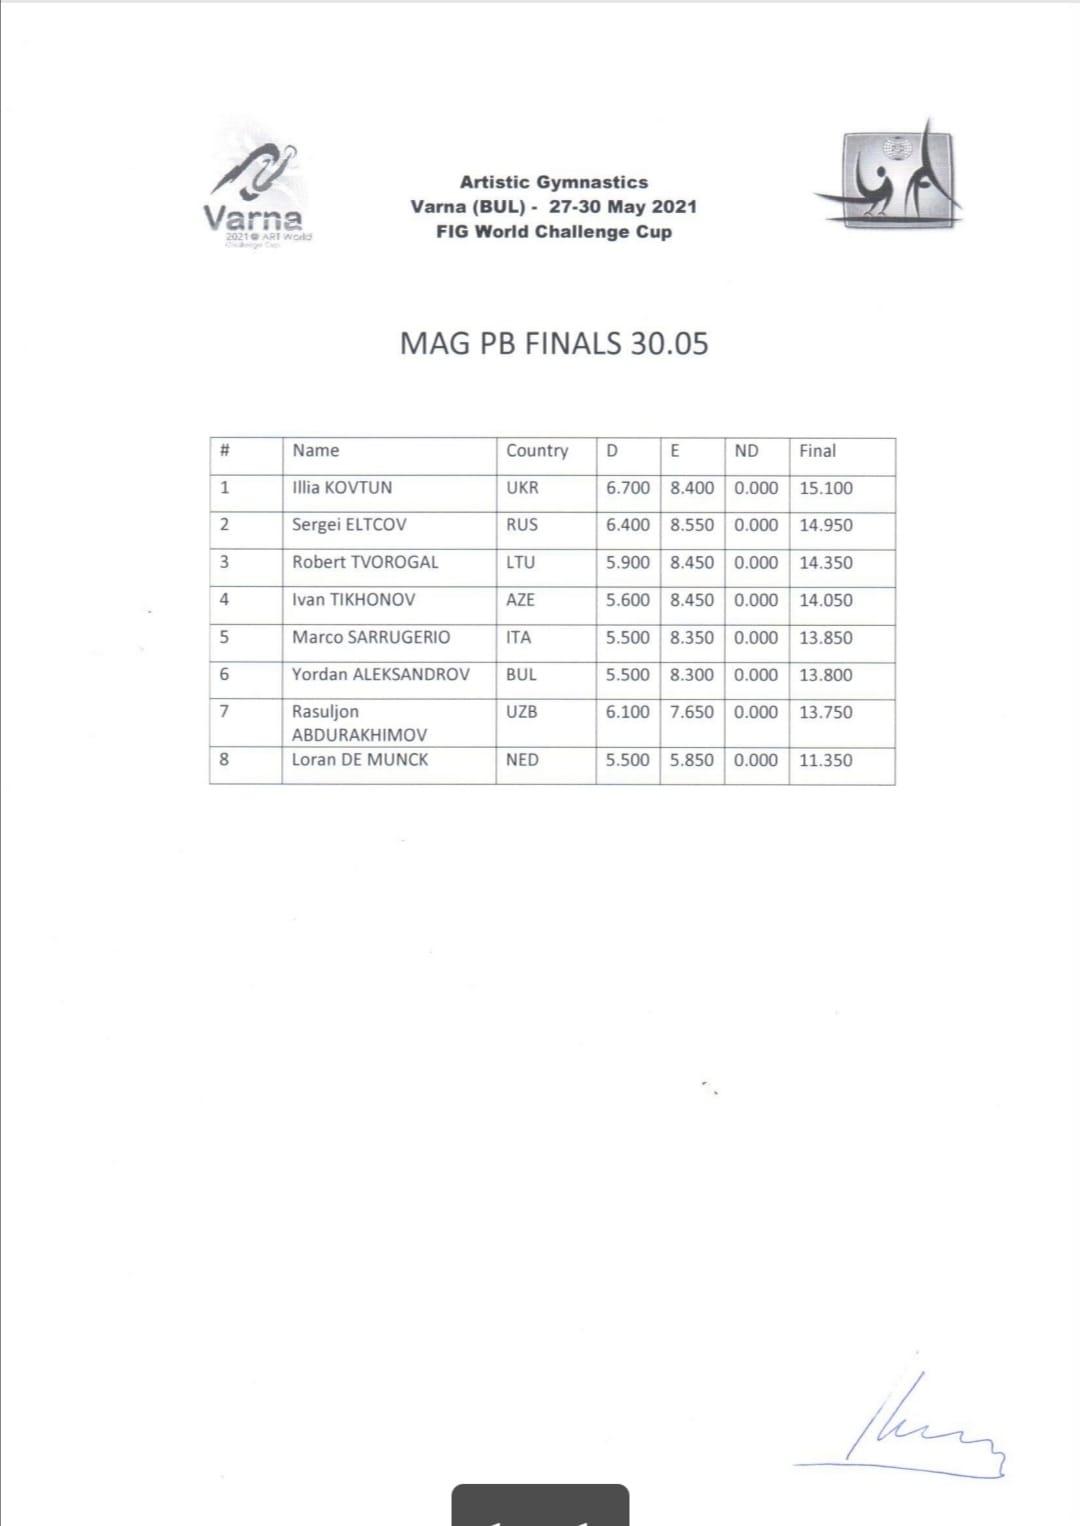 Varna
2021 @ ART World
Challenge Cup
Artistic Gymnastics
Varna (BUL) - 27-30 May 2021
FIG World Challenge Cup
MAG PB FINALS 30.05
# Name Country D E ND Final
1 Illia KOVTUN UKR 6.700 8.400 0.000 15.100
2 Sergei ELTCOV RUS 6.400 8.550 0.000 14.950
3 Robert TVOROGAL LTU 5.900 8.450 0.000 14.350
4 Ivan TIKHONOV AZE 5.600 8.450 0.000 14.050
5 Marco SARRUGERIO ITA 5.500 8.350 0.000 13.850
6 Yordan ALEKSANDROV BUL 5.500 8.300 0.000 13.800
7 Rasuljon UZB 6.100 7.650 0.000 13.750
ABDURAKHIMOV
8 Loran DE MUNCK NED 5.500 5.850 0.000 11.350